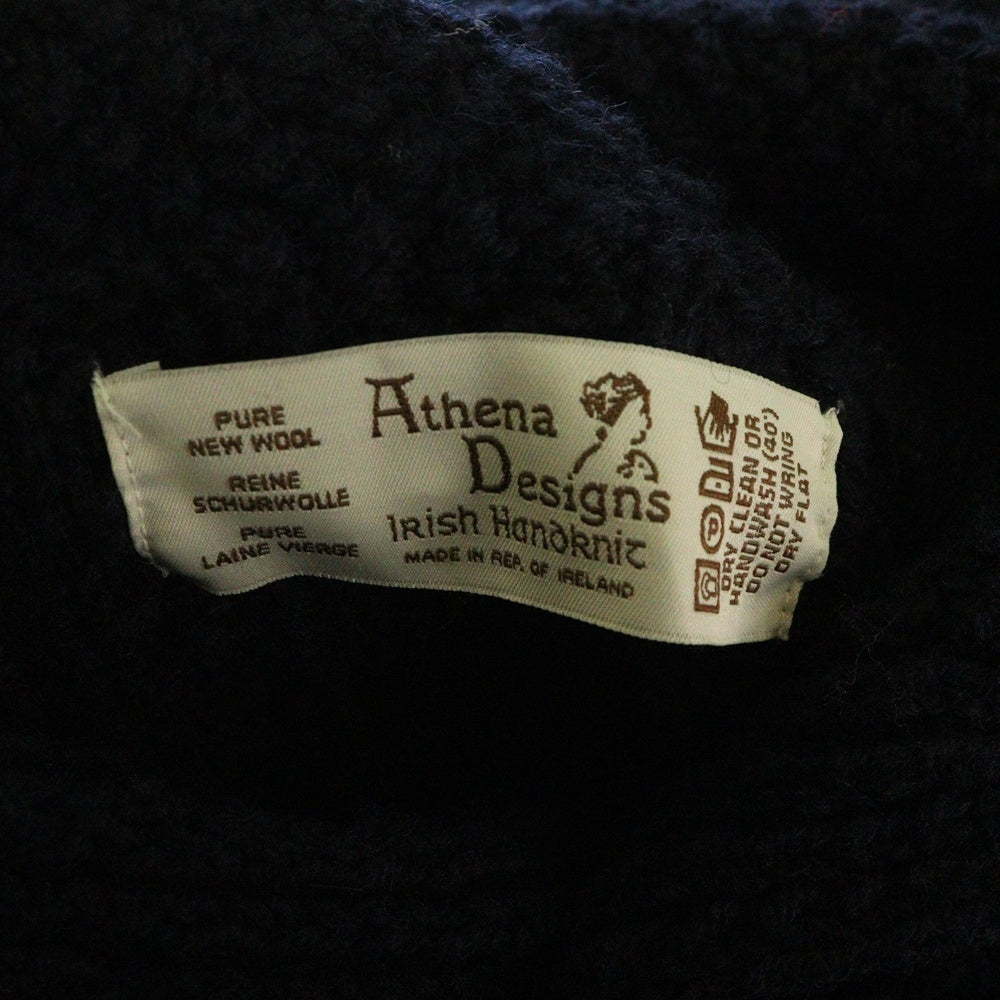 PURE
NEW WOOL
REINE
SCHURWOLLE
PURE
LAINE VIERGE
Athena
Designs
Irish Handknit
MADE IN REP. OF IRELAND
P
DRY CLEAN OR
HANDWASH (40°)
DO NOT WRING
DRY FLAT